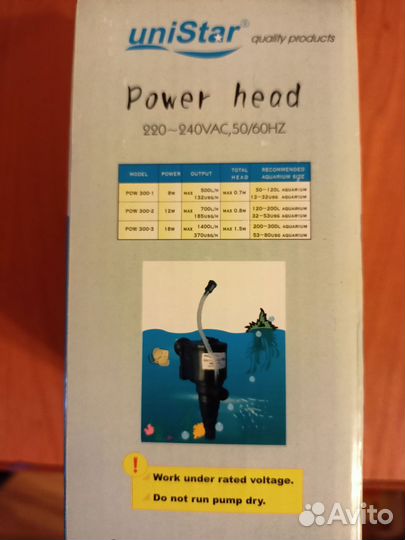 uniStar® quality products
Power head
220~240VAC,50/60HZ
MODEL POWER OUTPUT TOTAL HEAD RECOMMENDED AQUARIUM SIZE
POW 300-1 8W MAX 500L/H 132USG/H MAX 0.7M 50-120L AQUARIUM 13-32USG AQUARIUM
POW 300-2 12W MAX 700L/H 185USG/H MAX 0.8M 120-200L AQUARIUM 32-53USG AQUARIUM
POW 300-3 18W MAX 1400L/H 370USG/H MAX 1.5M 200-300L AQUARIUM 53-80USG AQUARIUM
! Work under rated voltage.
Do not run pump dry.
Avito